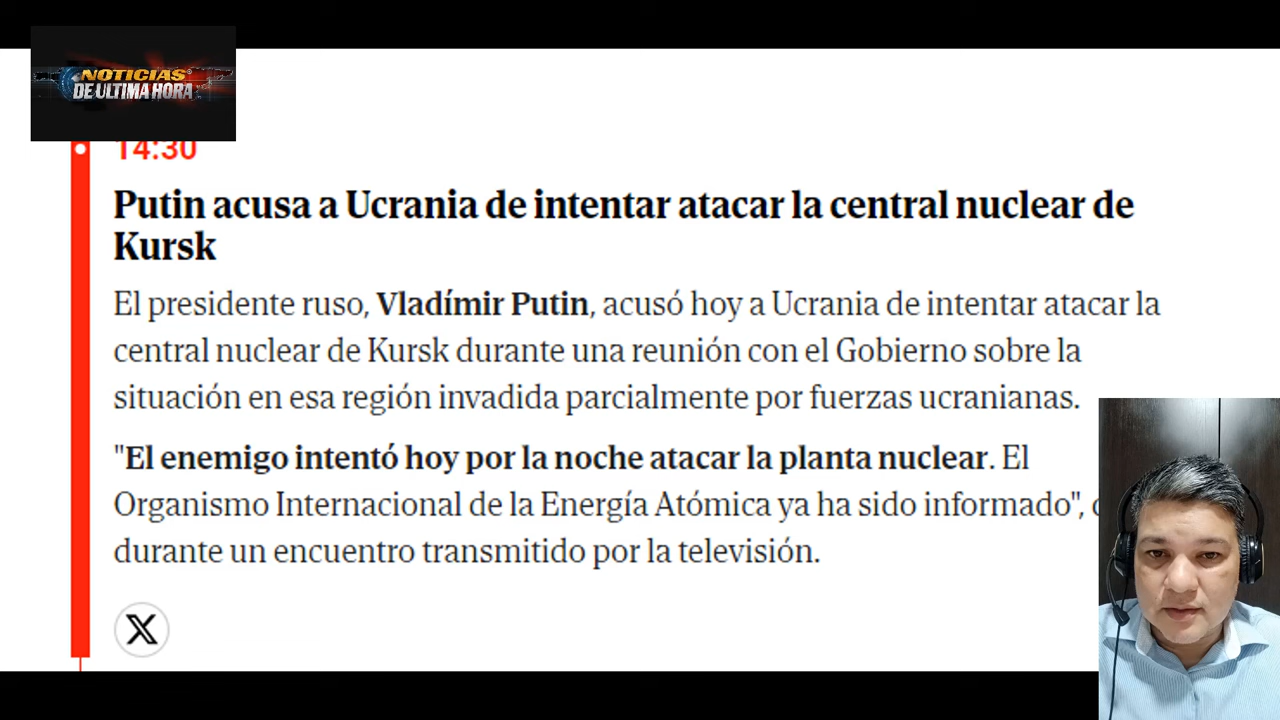 NOTICIAS
DE ULTIMA HORA
14:30
Putin acusa a Ucrania de intentar atacar la central nuclear de
Kursk
El presidente ruso, Vladímir Putin, acusó hoy a Ucrania de intentar atacar la
central nuclear de Kursk durante una reunión con el Gobierno sobre la
situación en esa región invadida parcialmente por fuerzas ucranianas.
"El enemigo intentó hoy por la noche atacar la planta nuclear. El
Organismo Internacional de la Energía Atómica ya ha sido informado",
durante un encuentro transmitido por la televisión.